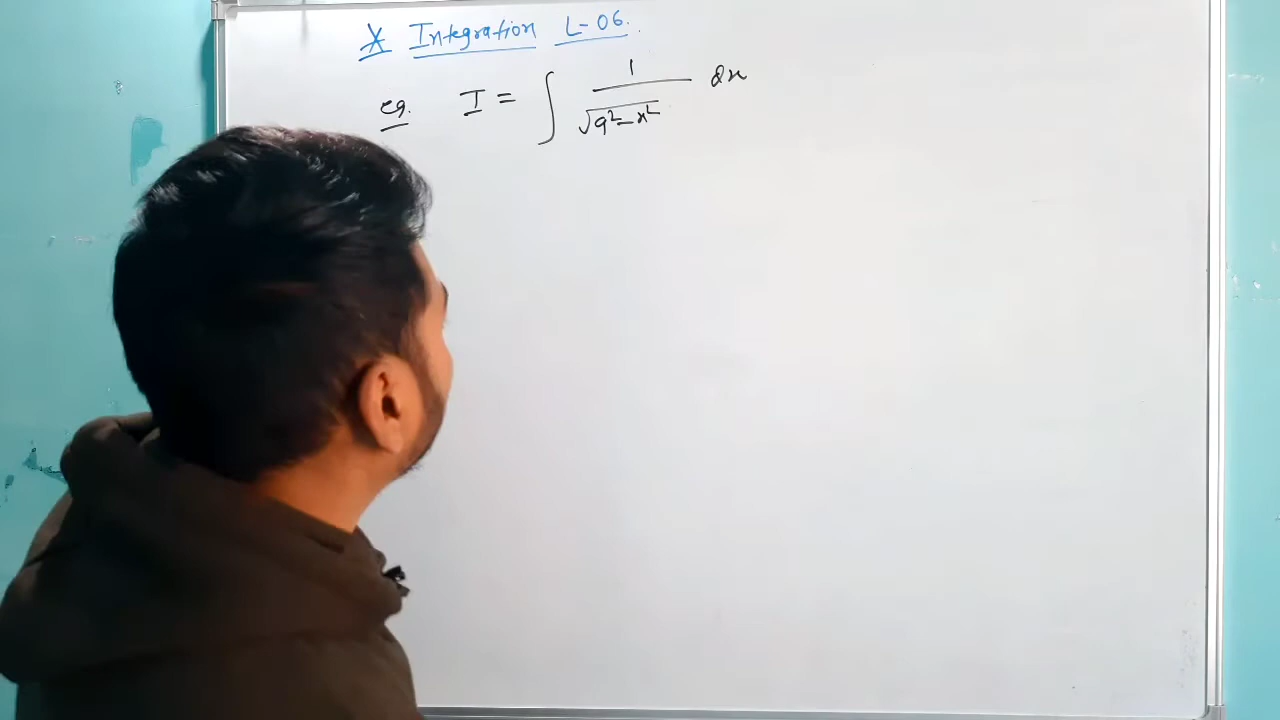 * Integration L-06.
eg. I = ∫ 1/√a²-x² dx